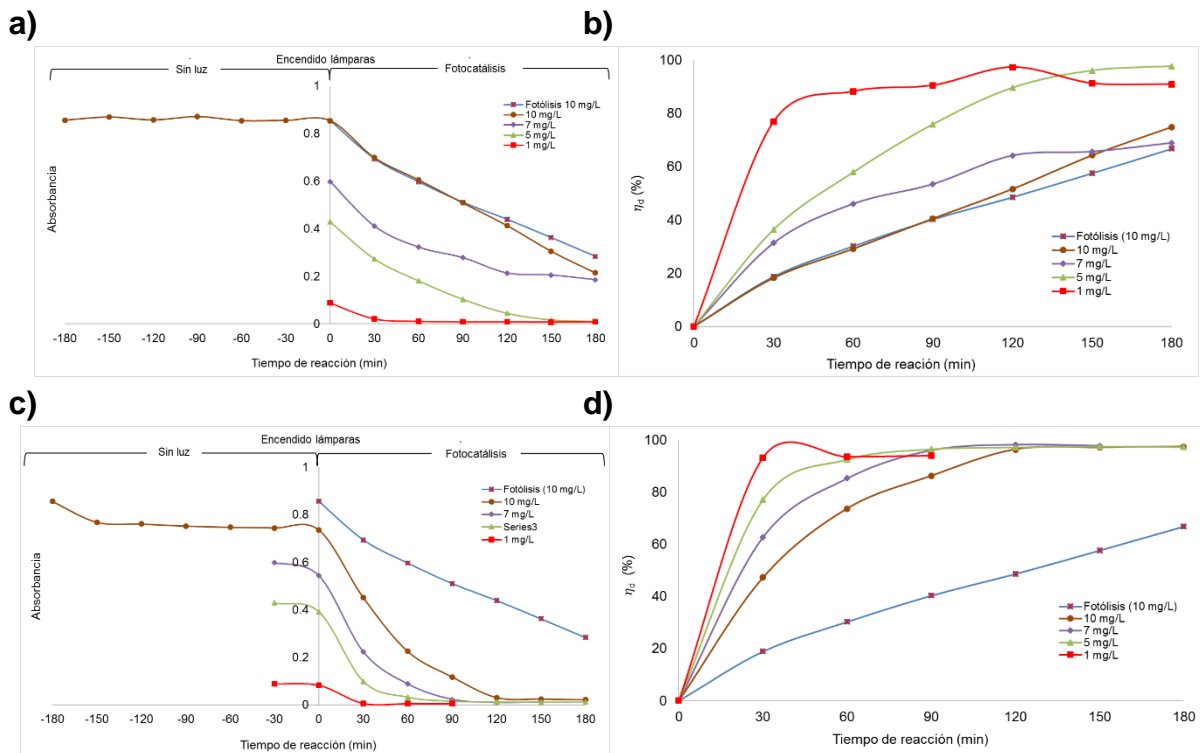 a)
Encendido lámparas
Sin luz
Fotocatálisis
1
0.8
0.6
0.4
0.2
0
Absorbancia
Fotólisis 10 mg/L
10 mg/L
7 mg/L
5 mg/L
1 mg/L
-180 -150 -120 -90 -60 -30 0 30 60 90 120 150 180
Tiempo de reacción (min)
b)
100
80
60
40
20
0
ηd (%)
Fotólisis (10 mg/L)
10 mg/L
7 mg/L
5 mg/L
1 mg/L
0 30 60 90 120 150 180
Tiempo de reación (min)
c)
Encendido lámparas
Sin luz
Fotocatálisis
1
0.8
0.6
0.4
0.2
0
Absorbancia
Fotólisis (10 mg/L)
10 mg/L
7 mg/L
Series3
1 mg/L
-180 -150 -120 -90 -60 -30 0 30 60 90 120 150 180
Tiempo de reacción (min)
d)
100
80
60
40
20
0
ηd (%)
Fotólisis (10 mg/L)
10 mg/L
7 mg/L
5 mg/L
1 mg/L
0 30 60 90 120 150 180
Tiempo de reacción (min)